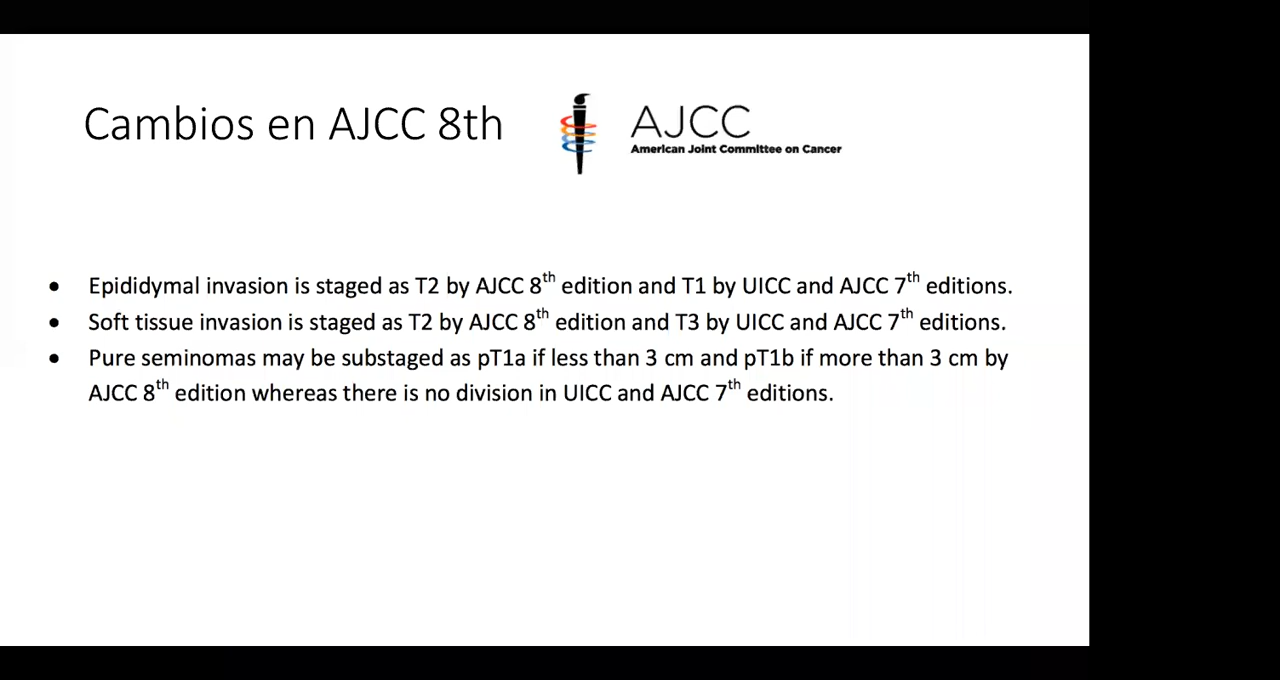 Cambios en AJCC 8th
AJCC
American Joint Committee on Cancer
• Epididymal invasion is staged as T2 by AJCC 8th edition and T1 by UICC and AJCC 7th editions.
• Soft tissue invasion is staged as T2 by AJCC 8th edition and T3 by UICC and AJCC 7th editions.
• Pure seminomas may be substaged as pT1a if less than 3 cm and pT1b if more than 3 cm by
AJCC 8th edition whereas there is no division in UICC and AJCC 7th editions.